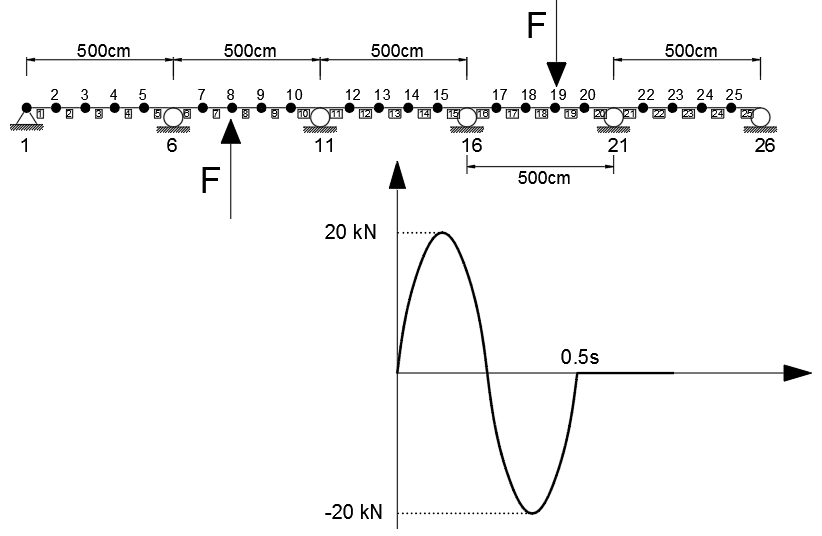 F
500cm 500cm 500cm 500cm
2 3 4 5 7 8 9 10 12 13 14 15 17 18 19 20 22 23 24 25
1 2 3 4 5 6 7 8 9 10 11 12 13 14 15 16 17 18 19 20 21 22 23 24 25
1 6 11 16 21 26
F
500cm
20 kN
0.5s
-20 kN